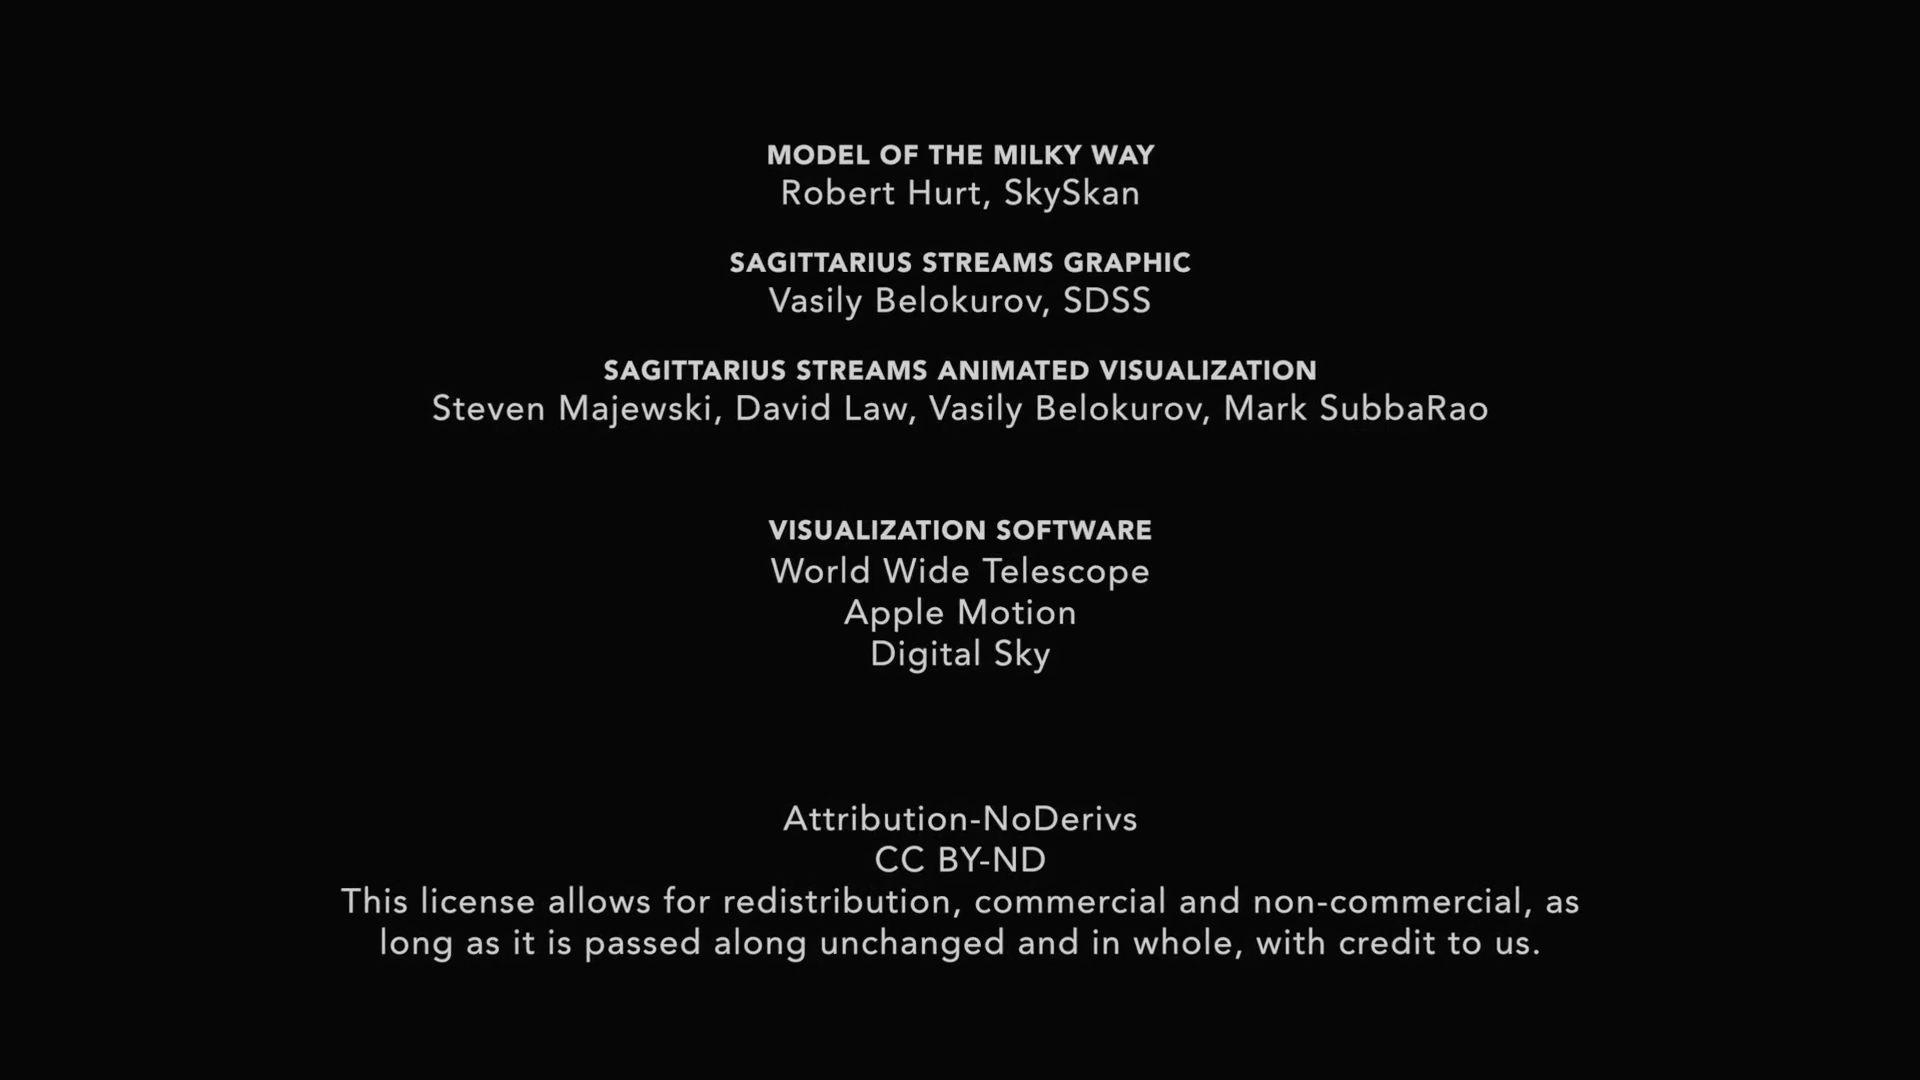 MODEL OF THE MILKY WAY
Robert Hurt, SkySkan
SAGITTARIUS STREAMS GRAPHIC
Vasily Belokurov, SDSS
SAGITTARIUS STREAMS ANIMATED VISUALIZATION
Steven Majewski, David Law, Vasily Belokurov, Mark SubbaRao
VISUALIZATION SOFTWARE
World Wide Telescope
Apple Motion
Digital Sky
Attribution-NoDerivs
CC BY-ND
This license allows for redistribution, commercial and non-commercial, as
long as it is passed along unchanged and in whole, with credit to us.